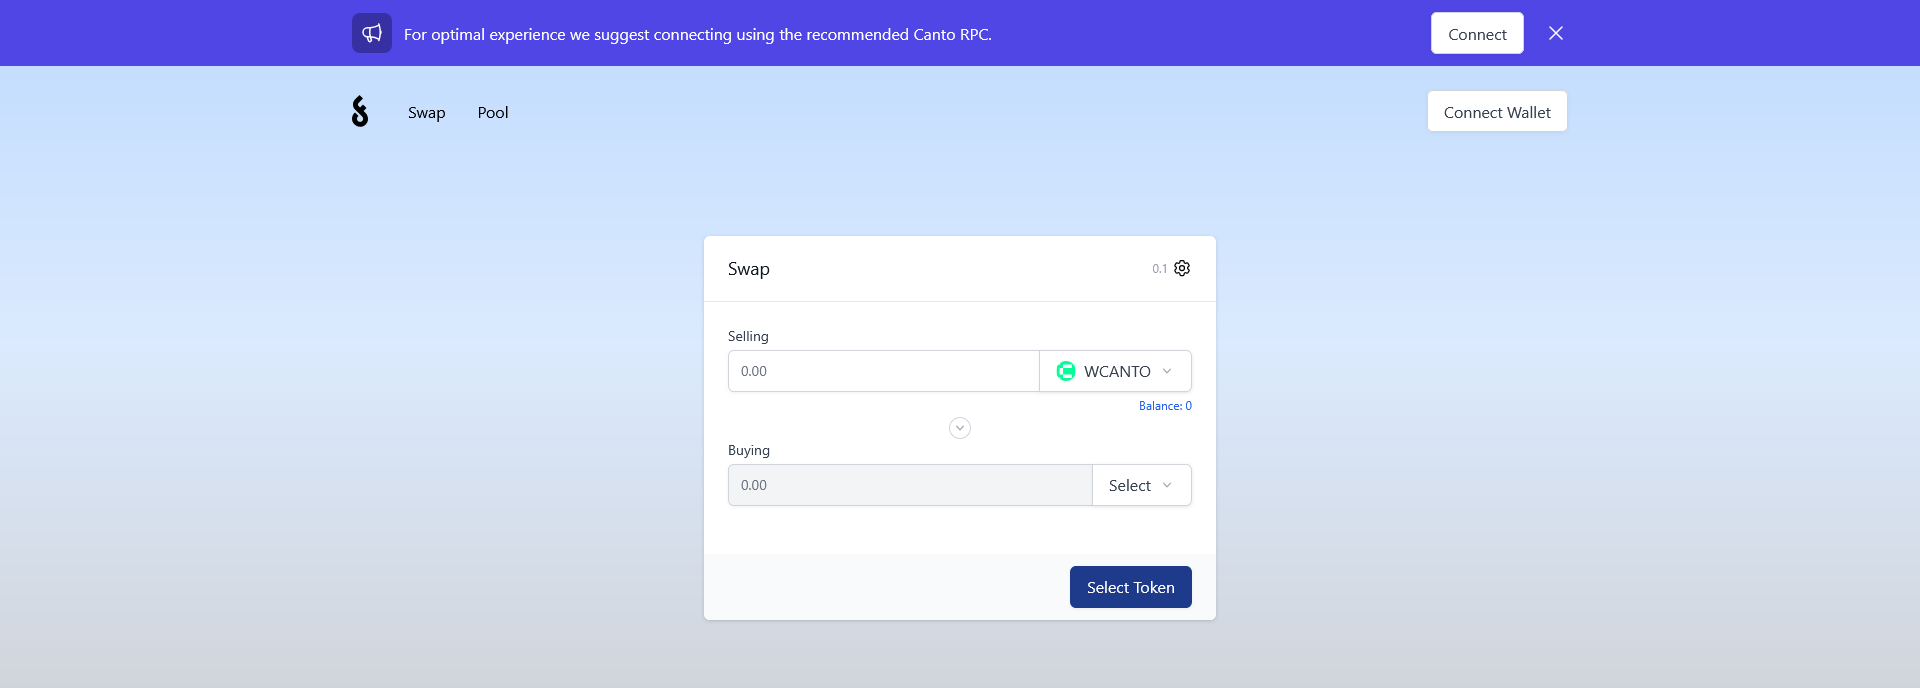 For optimal experience we suggest connecting using the recommended Canto RPC.
Connect
Swap
Pool
Connect Wallet
Swap
0.1
Selling
0.00
WCANTO
Balance: 0
Buying
0.00
Select
Select Token